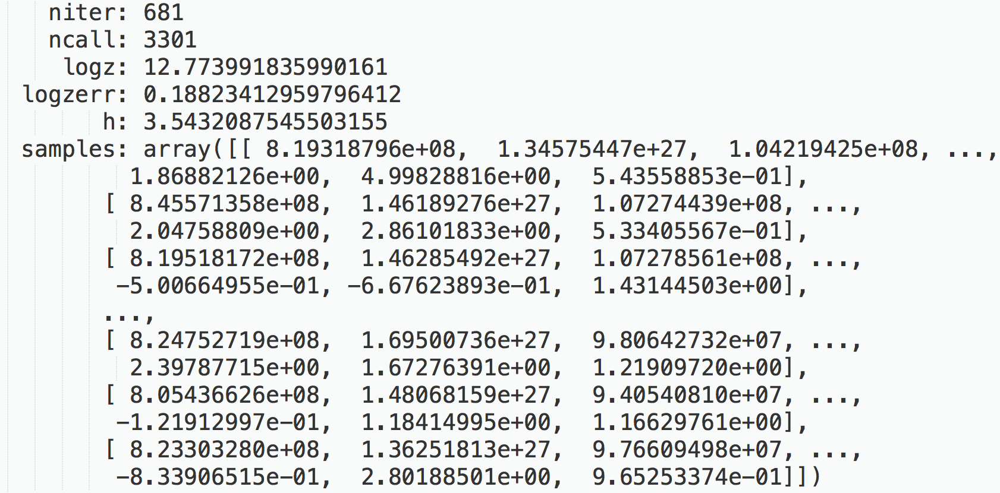 niter: 681
ncall: 3301
logz: 12.773991835990161
logzerr: 0.18823412959796412
h: 3.5432087545503155
samples: array([[ 8.19318796e+08, 1.34575447e+27, 1.04219425e+08, ...,
1.86882126e+00, 4.99828816e+00, 5.43558853e-01],
[ 8.45571358e+08, 1.46189276e+27, 1.07274439e+08, ...,
2.04758809e+00, 2.86101833e+00, 5.33405567e-01],
[ 8.19518172e+08, 1.46285492e+27, 1.07278561e+08, ...,
-5.00664955e-01, -6.67623893e-01, 1.43144503e+00],
...,
[ 8.24752719e+08, 1.69500736e+27, 9.80642732e+07, ...,
2.39787715e+00, 1.67276391e+00, 1.21909720e+00],
[ 8.05436626e+08, 1.48068159e+27, 9.40540810e+07, ...,
-1.21912997e-01, 1.18414995e+00, 1.16629761e+00],
[ 8.23303280e+08, 1.36251813e+27, 9.76609498e+07, ...,
-8.33906515e-01, 2.80188501e+00, 9.65253374e-01]])